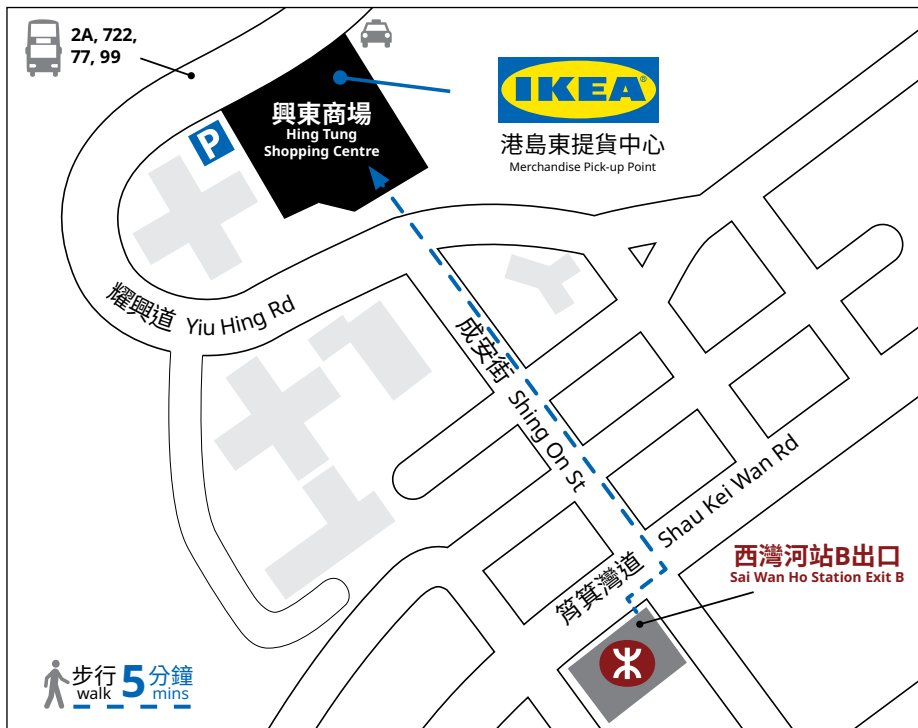 2A, 722,
77, 99
IKEA
®
港島東提貨中心
Merchandise Pick-up Point
興東商場
Hing Tung
Shopping Centre
P
耀興道 Yiu Hing Rd
成安街 Shing On St
筲箕灣道 Shau Kei Wan Rd
西灣河站B出口
Sai Wan Ho Station Exit B
步行 5 分鐘
walk mins